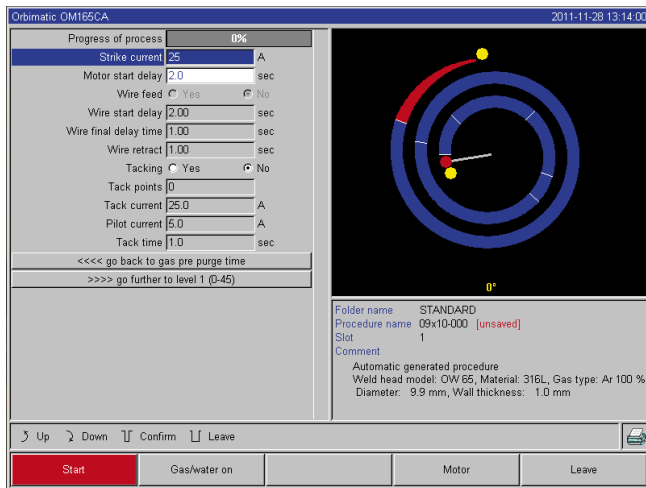 Orbimatic OM165CA 2011-11-28 13:14:00
Progress of process 0%
Strike current 25 A
Motor start delay 2.0 sec
Wire feed Yes No
Wire start delay 2.00 sec
Wire final delay time 1.00 sec
Wire retract 1.00 sec
Tacking Yes No
Tack points 0
Tack current 25.0 A
Pilot current 5.0 A
Tack time 1.0 sec
<<<< go back to gas pre purge time
>>>> go further to level 1 (0-45)
0°
Folder name STANDARD
Procedure name 09x10-000 [unsaved]
Slot 1
Comment
Automatic generated procedure
Weld head model: OW 65, Material: 316L, Gas type: Ar 100 %
Diameter: 9.9 mm, Wall thickness: 1.0 mm
Up Down Confirm Leave
Start Gas/water on Motor Leave